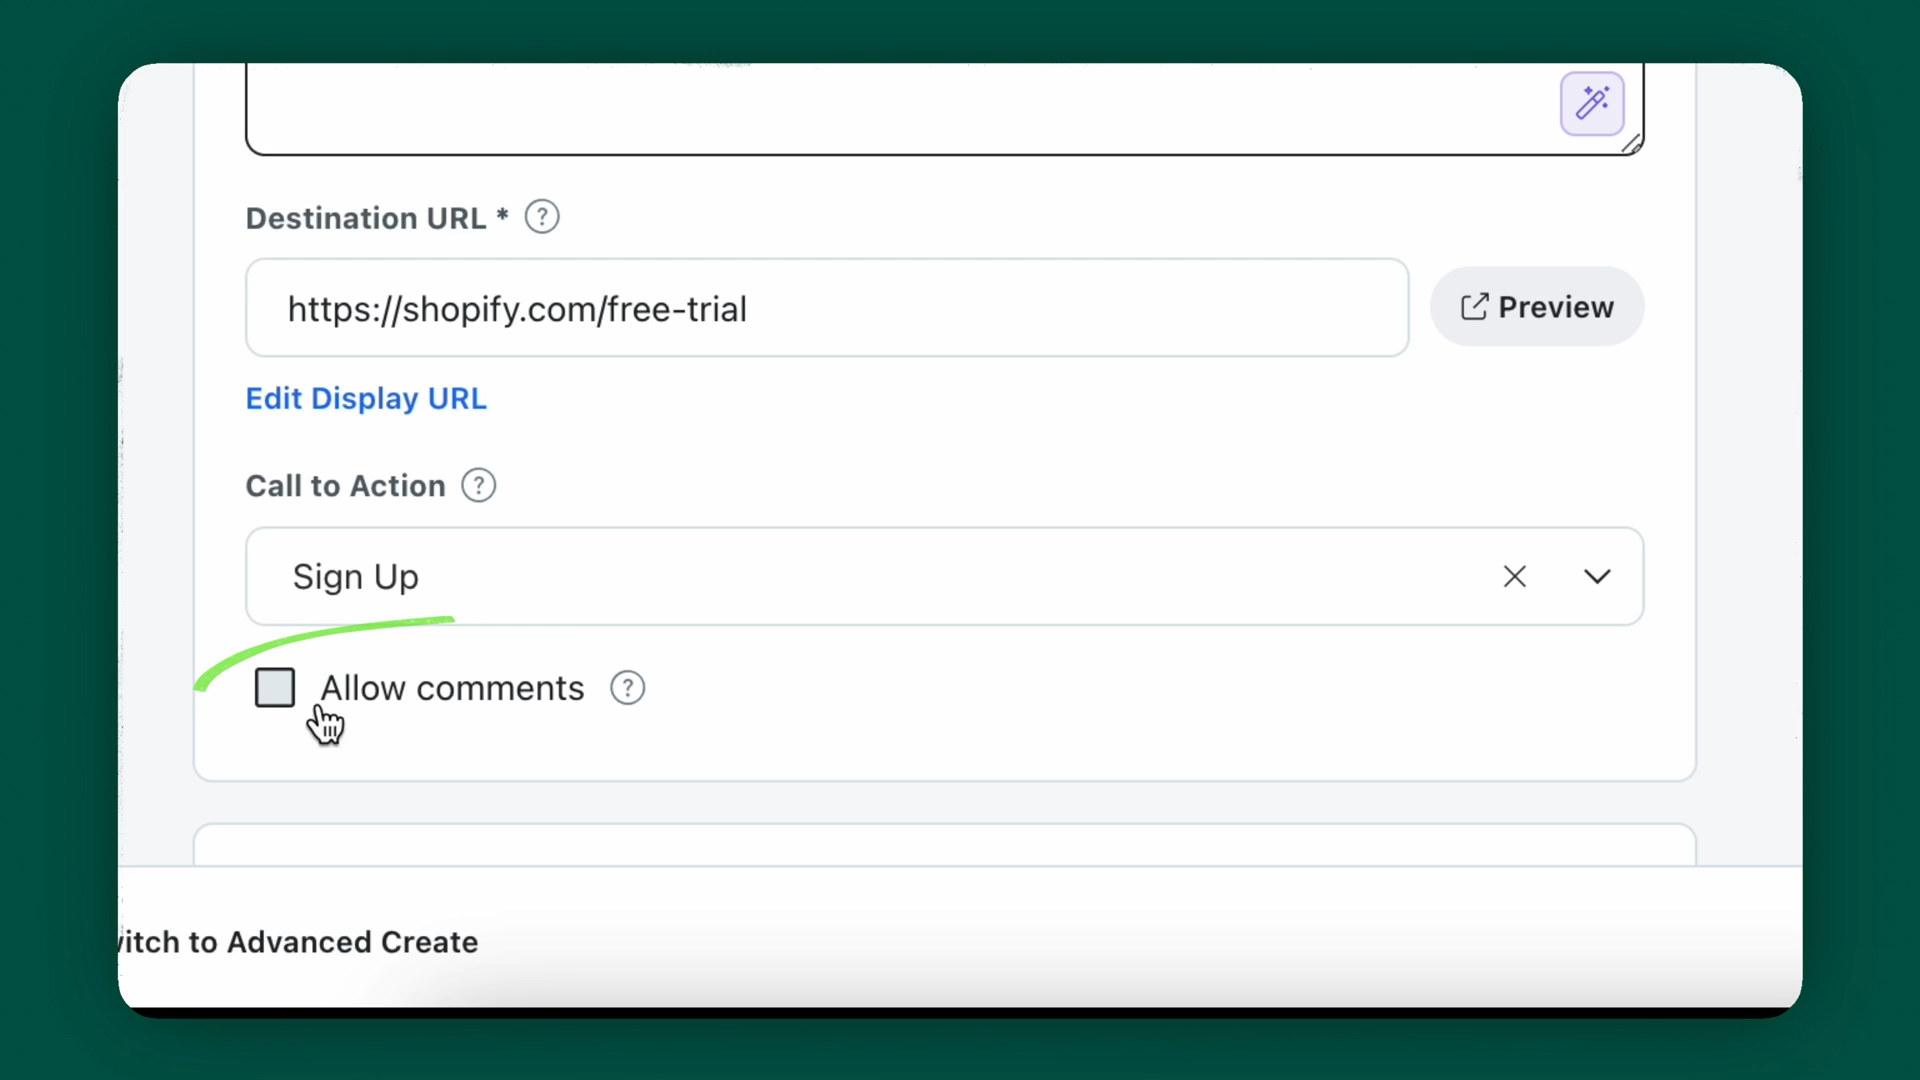 Destination URL * ?
https://shopify.com/free-trial
Preview
Edit Display URL
Call to Action ?
Sign Up
Allow comments ?
witch to Advanced Create